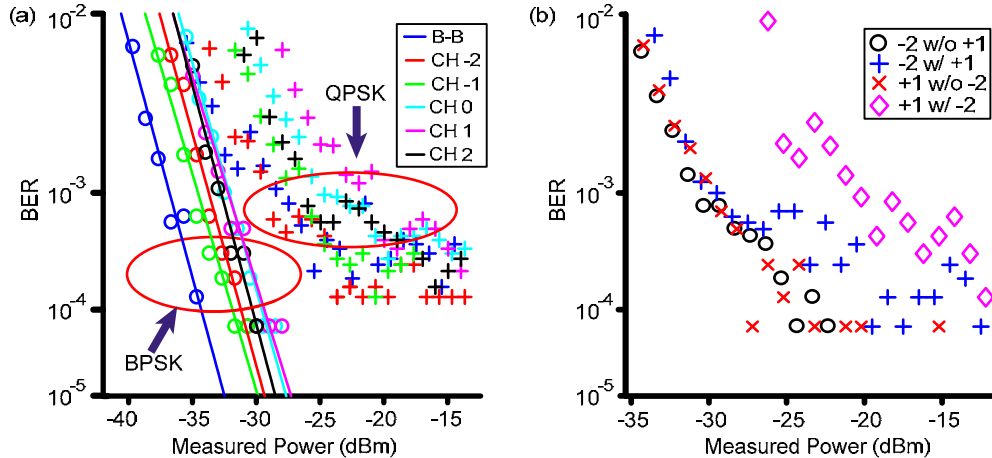 (a)
10-2
10-3
10-4
10-5
BER
B-B
CH -2
CH -1
CH 0
CH 1
CH 2
QPSK
BPSK
-40 -35 -30 -25 -20 -15
Measured Power (dBm)
(b)
10-2
10-3
10-4
10-5
BER
-2 w/o +1
-2 w/ +1
+1 w/o -2
+1 w/ -2
-35 -30 -25 -20 -15
Measured Power (dBm)